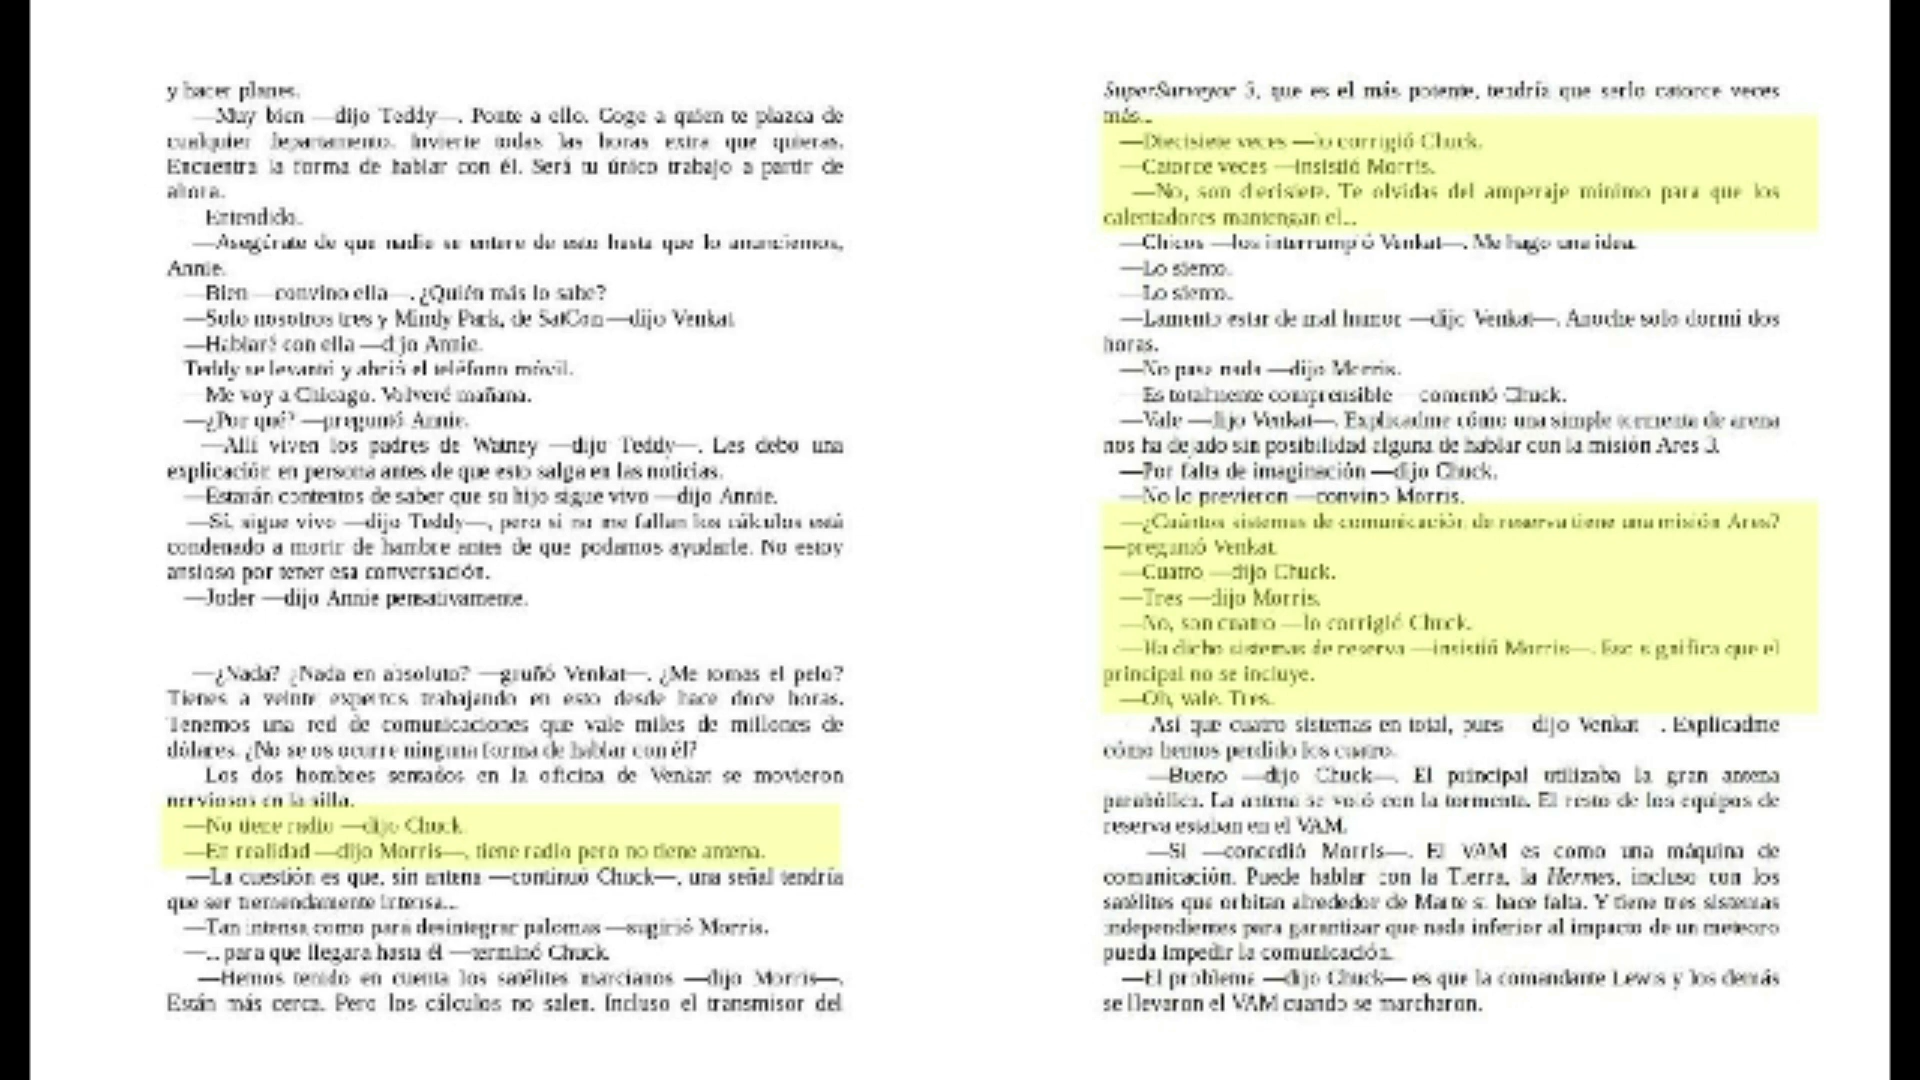 y hacer planes.
—Muy bien —dijo Teddy—. Ponte a ello. Coge a quien te plazca de
cualquier departamento. Invierte todas las horas extra que quieras.
Encuentra la forma de hablar con él. Será tu único trabajo a partir de
ahora.
Entendido.
—Asegúrate de que nadie se entere de esto hasta que lo anunciemos,
Annie.
—Bien —convino ella—. ¿Quién más lo sabe?
—Solo nosotros tres y Mindy Park, de SatCon —dijo Venkat.
—Hablaré con ella —dijo Annie.
Teddy se levantó y abrió el teléfono móvil.
Me voy a Chicago. Volveré mañana.
—¿Por qué? —preguntó Annie.
—Allí viven los padres de Watney —dijo Teddy—. Les debo una
explicación en persona antes de que esto salga en las noticias.
—Estarán contentos de saber que su hijo sigue vivo —dijo Annie.
—Sí, sigue vivo —dijo Teddy—, pero si no me fallan los cálculos está
condenado a morir de hambre antes de que podamos ayudarle. No estoy
ansioso por tener esa conversación.
—Joder —dijo Annie pensativamente.
—¿Nada? ¿Nada en absoluto? —gruñó Venkat—. ¿Me tomas el pelo?
Tienes a veinte expertos trabajando en esto desde hace doce horas.
Tenemos una red de comunicaciones que vale miles de millones de
dólares. ¿No se os ocurre ninguna forma de hablar con él?
Los dos hombres sentados en la oficina de Venkat se movieron
nerviosos en la silla.
—No tiene radio —dijo Chuck.
—En realidad —dijo Morris—, tiene radio pero no tiene antena.
—La cuestión es que, sin antena —continuó Chuck—, una señal tendría
que ser tremendamente intensa...
—Tan intensa como para desintegrar palomas —sugirió Morris.
—... para que llegara hasta él —terminó Chuck.
—Hemos tenido en cuenta los satélites marcianos —dijo Morris—.
Están más cerca. Pero los cálculos no salen. Incluso el transmisor del
SuperSurveyor 3, que es el más potente, tendría que serlo catorce veces
más...
—Diecisiete veces —lo corrigió Chuck.
—Catorce veces —insistió Morris.
—No, son diecisiete. Te olvidas del amperaje mínimo para que los
calentadores mantengan el...
—Chicos —los interrumpió Venkat—. Me hago una idea.
—Lo siento.
—Lo siento.
—Lamento estar de mal humor —dijo Venkat—. Anoche solo dormí dos
horas.
—No pasa nada —dijo Morris.
Es totalmente comprensible comentó Chuck.
—Vale —dijo Venkat—. Explicadme cómo una simple tormenta de arena
nos ha dejado sin posibilidad alguna de hablar con la misión Ares 3.
—Por falta de imaginación —dijo Chuck.
—No lo previeron —convino Morris.
—¿Cuántos sistemas de comunicación de reserva tiene una misión Ares?
—preguntó Venkat.
—Cuatro —dijo Chuck.
—Tres —dijo Morris.
—No, son cuatro —lo corrigió Chuck.
—Ha dicho sistemas de reserva —insistió Morris—. Eso significa que el
principal no se incluye.
—Oh, vale. Tres.
Así que cuatro sistemas en total, pues dijo Venkat . Explicadme
cómo hemos perdido los cuatro.
—Bueno —dijo Chuck—. El principal utilizaba la gran antena
parabólica. La antena se voló con la tormenta. El resto de los equipos de
reserva estaban en el VAM.
—Sí —concedió Morris—. El VAM es como una máquina de
comunicación. Puede hablar con la Tierra, la Hermes, incluso con los
satélites que orbitan alrededor de Marte si hace falta. Y tiene tres sistemas
independientes para garantizar que nada inferior al impacto de un meteoro
pueda impedir la comunicación.
—El problema —dijo Chuck— es que la comandante Lewis y los demás
se llevaron el VAM cuando se marcharon.